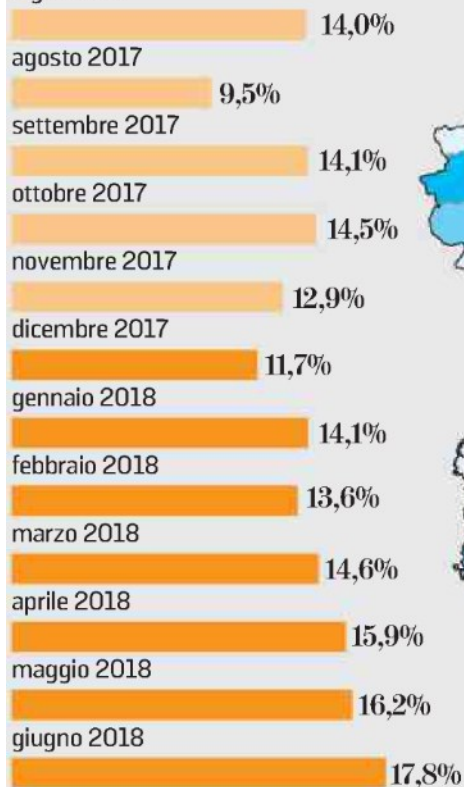 14,0%
agosto 2017
9,5%
settembre 2017
14,1%
ottobre 2017
14,5%
novembre 2017
12,9%
dicembre 2017
11,7%
gennaio 2018
14,1%
febbraio 2018
13,6%
marzo 2018
14,6%
aprile 2018
15,9%
maggio 2018
16,2%
giugno 2018
17,8%